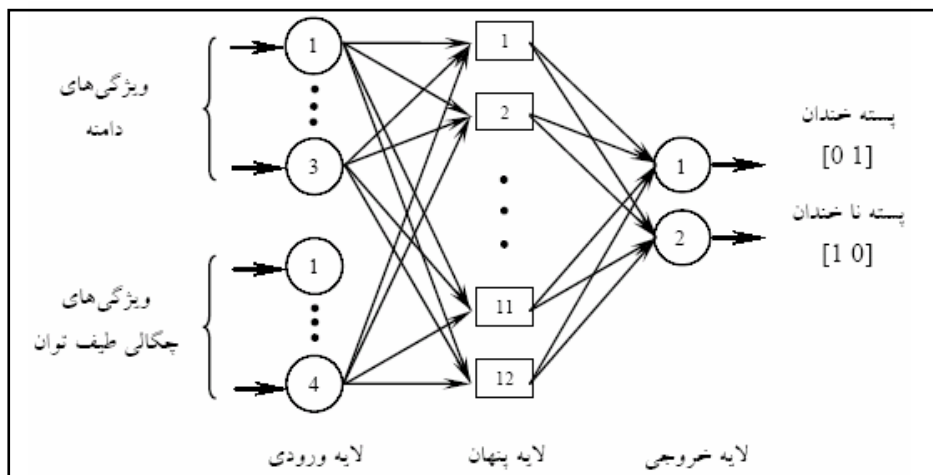 ویژگی‌های
دامنه
1
3
ویژگی‌های
چگالی طیف توان
1
4
1
2
11
12
1
2
پسته خندان
[0 1]
پسته نا خندان
[1 0]
لایه ورودی
لایه پنهان
لایه خروجی